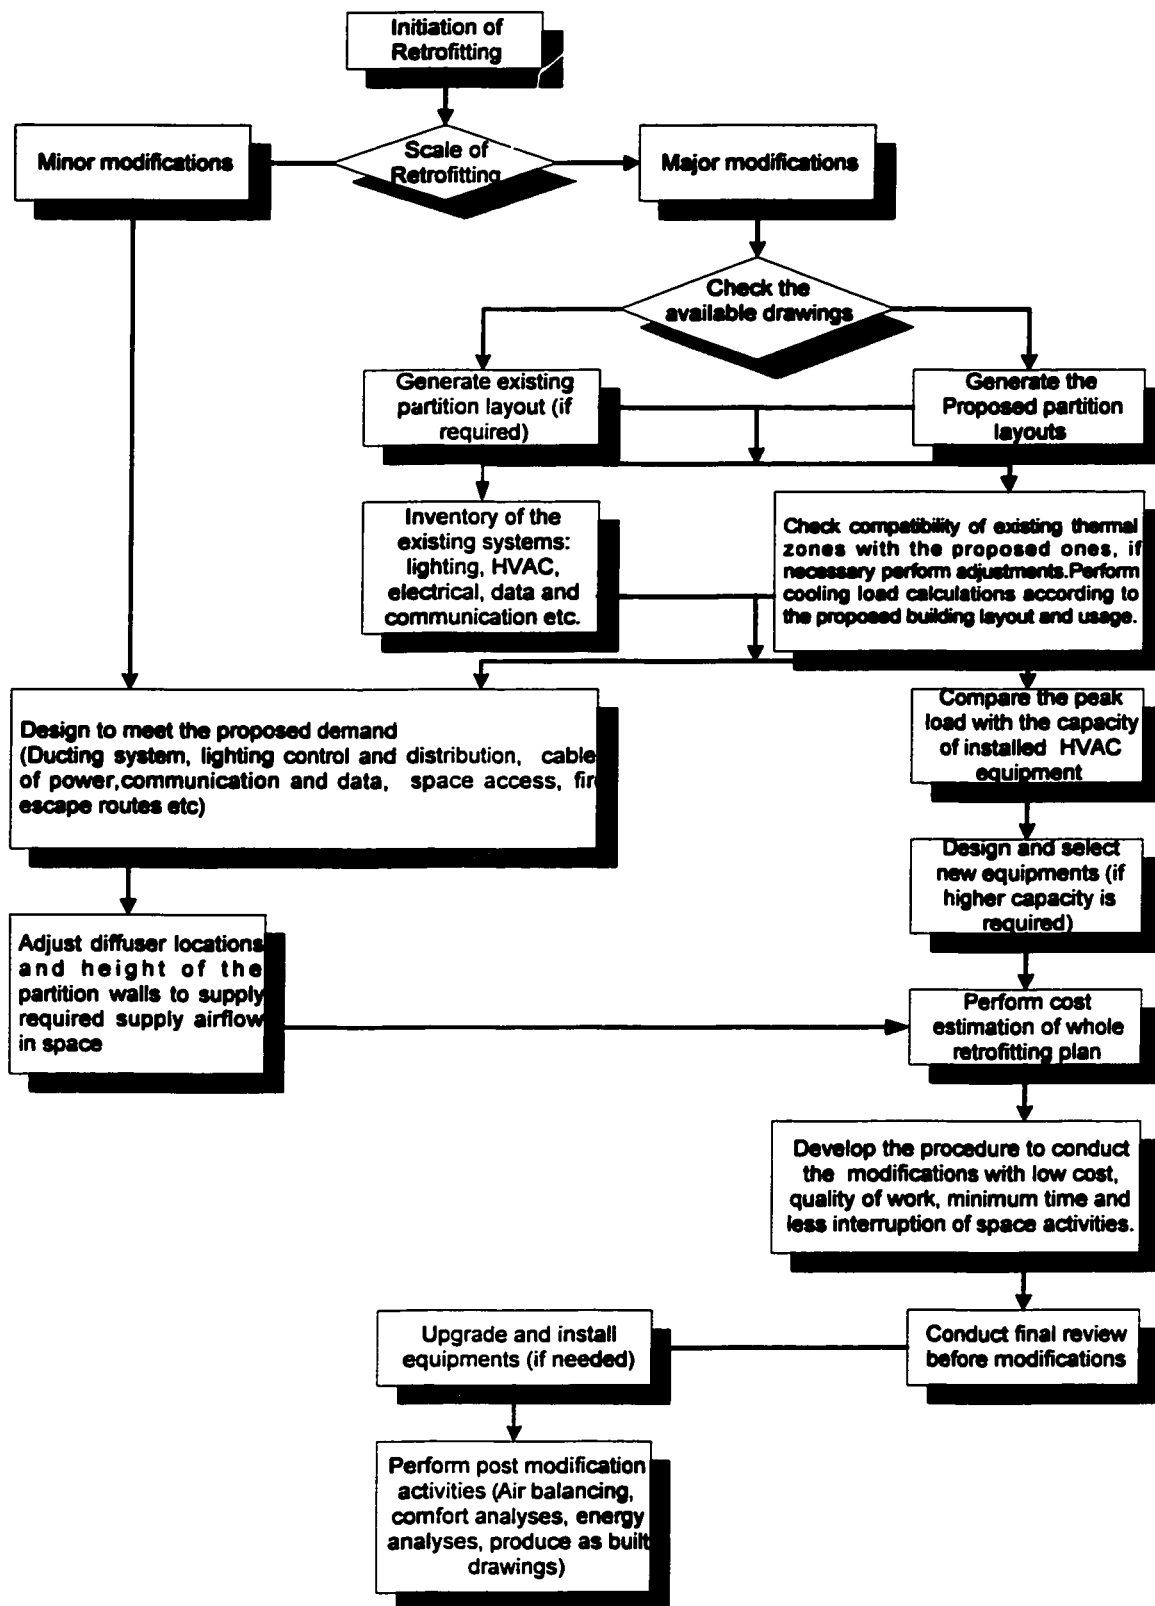 Initiation of
Retrofitting
Minor modifications
Scale of
Retrofitting
Major modifications
Check the
available drawings
Generate existing
partition layout (if
required)
Generate the
Proposed partition
layouts
Inventory of the
existing systems:
lighting, HVAC,
electrical, data and
communication etc.
Check compatibility of existing thermal
zones with the proposed ones, if
necessary perform adjustments.Perform
cooling load calculations according to
the proposed building layout and usage.
Design to meet the proposed demand
(Ducting system, lighting control and distribution, cable
of power,communication and data, space access, fire
escape routes etc)
Compare the peak
load with the capacity
of installed HVAC
equipment
Design and select
new equipments (if
higher capacity is
required)
Adjust diffuser locations
and height of the
partition walls to supply
required supply airflow
in space
Perform cost
estimation of whole
retrofitting plan
Develop the procedure to conduct
the modifications with low cost,
quality of work, minimum time and
less interruption of space activities.
Upgrade and install
equipments (if needed)
Conduct final review
before modifications
Perform post modification
activities (Air balancing,
comfort analyses, energy
analyses, produce as built
drawings)